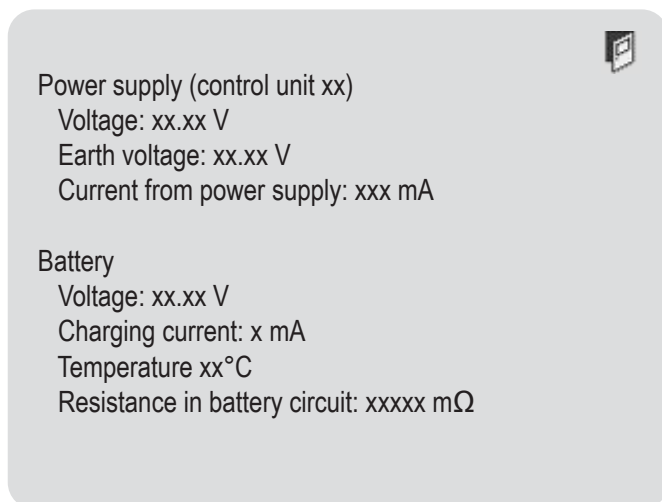 Power supply (control unit xx)
Voltage: xx.xx V
Earth voltage: xx.xx V
Current from power supply: xxx mA
Battery
Voltage: xx.xx V
Charging current: x mA
Temperature xx°C
Resistance in battery circuit: xxxxx mΩ